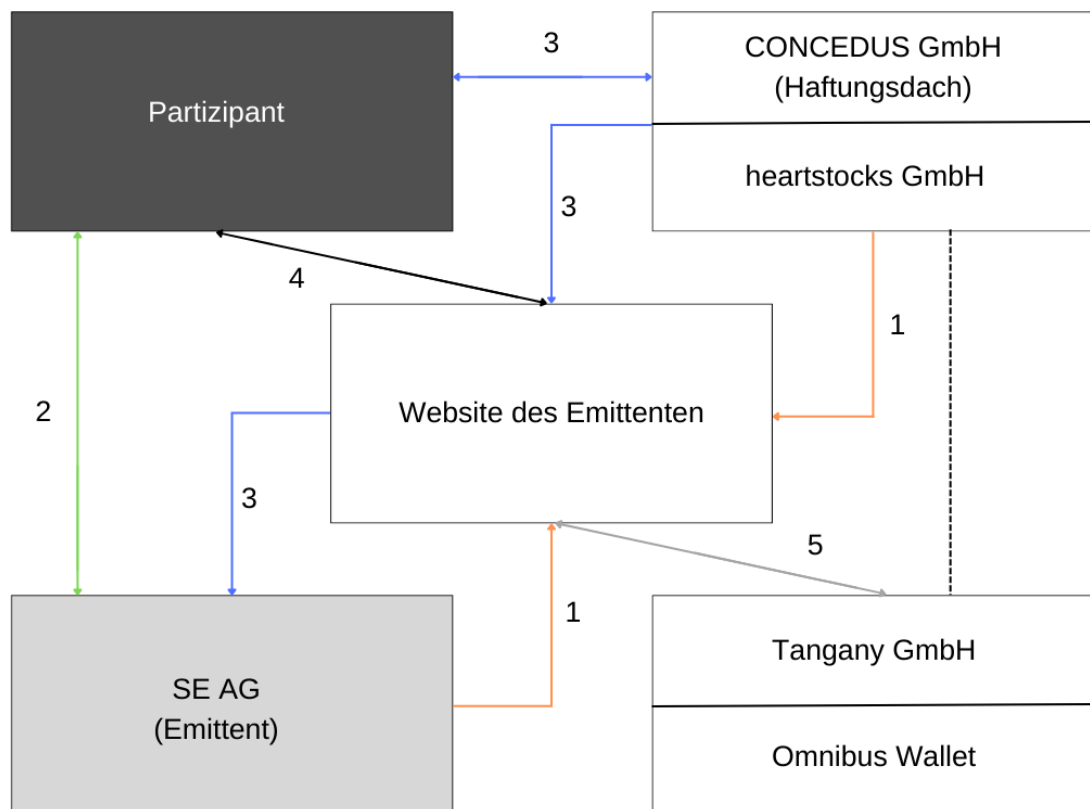 3
CONCEDUS GmbH
(Haftungsdach)
Partizipant
heartstocks GmbH
3
4
1
2
Website des Emittenten
3
5
1
SE AG
(Emittent)
Tangany GmbH
Omnibus Wallet